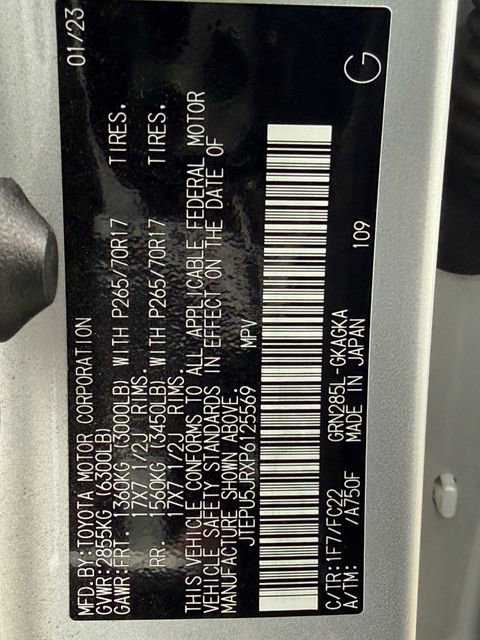 MFD.BY:TOYOTA MOTOR CORPORATION 01/23
GVWR:2855KG (6300LB)
GAWR:FRT. 1360KG (3000LB) WITH P265/70R17 TIRES.
17X7 1/2J RIMS.
RR. 1560KG (3450LB) WITH P265/70R17 TIRES.
17X7 1/2J RIMS.
THIS VEHICLE CONFORMS TO ALL APPLICABLE FEDERAL MOTOR
VEHICLE SAFETY STANDARDS IN EFFECT ON THE DATE OF
MANUFACTURE SHOWN ABOVE.
JTEPU5JRXP6125569 MPV
C/TR:1F7/FC22 GRN285L-GKAGKA 109
A/TM: /A750F MADE IN JAPAN
G